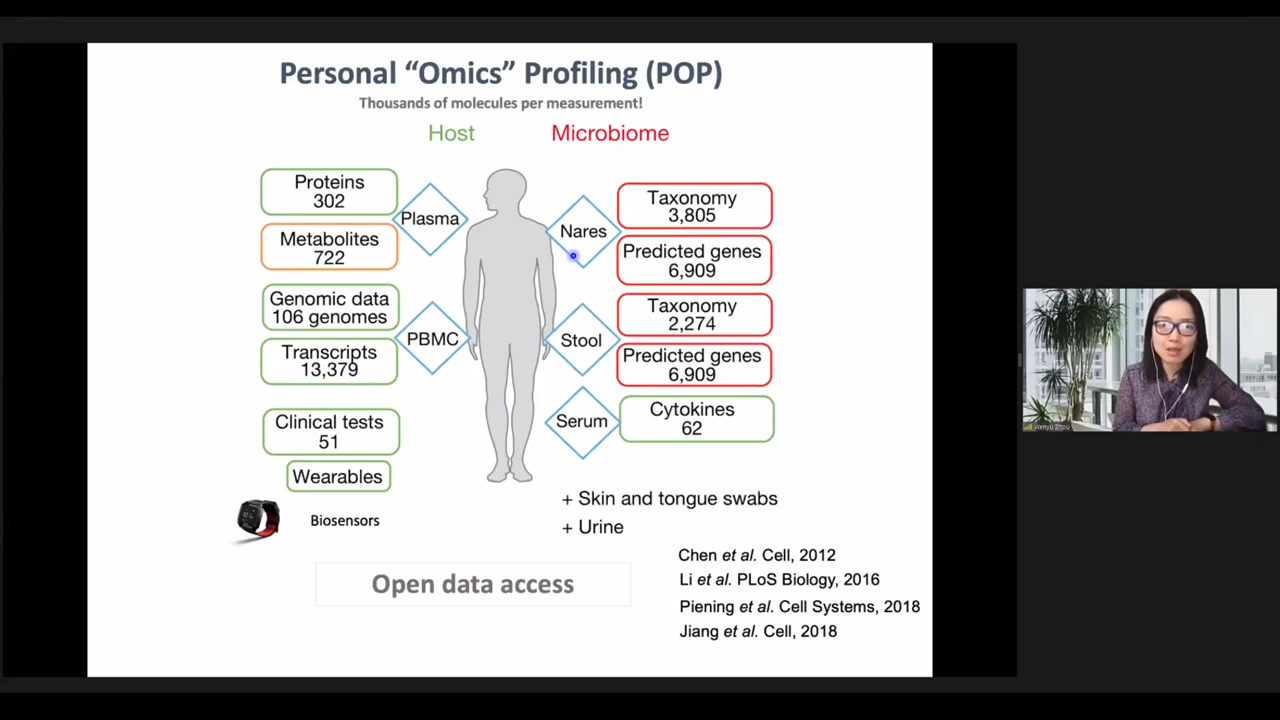 Personal “Omics” Profiling (POP)
Thousands of molecules per measurement!
Host
Microbiome
Proteins
302
Metabolites
722
Plasma
Genomic data
106 genomes
Transcripts
13,379
PBMC
Clinical tests
51
Wearables
Biosensors
Nares
Taxonomy
3,805
Predicted genes
6,909
Stool
Taxonomy
2,274
Predicted genes
6,909
Serum
Cytokines
62
+ Skin and tongue swabs
+ Urine
Open data access
Chen et al. Cell, 2012
Li et al. PLoS Biology, 2016
Piening et al. Cell Systems, 2018
Jiang et al. Cell, 2018
Wenyu Zhou